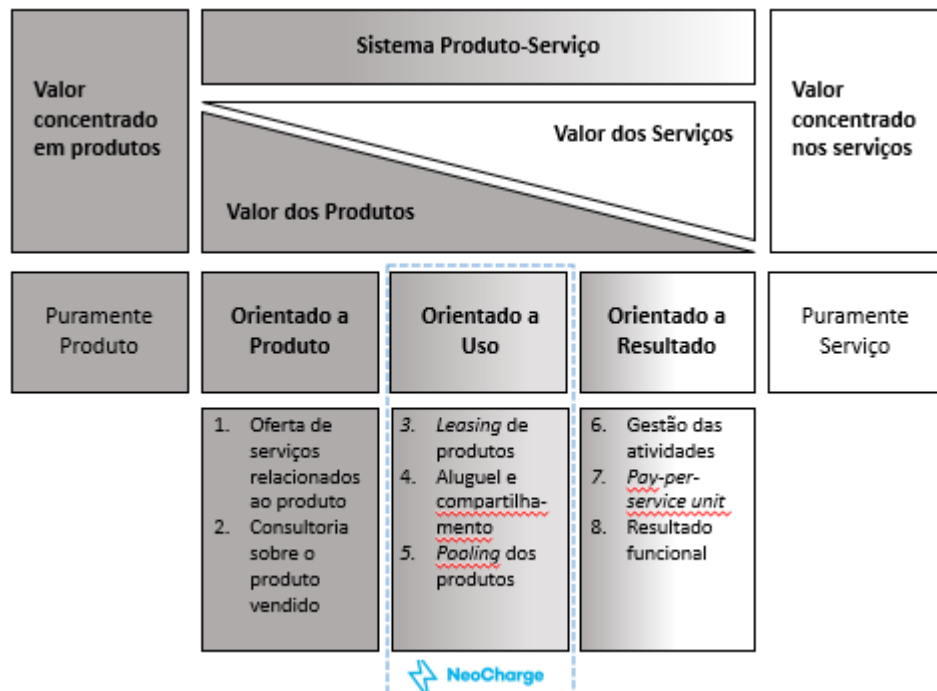 Sistema Produto-Serviço
Valor
concentrado
em produtos
Valor dos Serviços
Valor dos Produtos
Valor
concentrado
nos serviços
Puramente
Produto
Orientado a
Produto
Orientado a
Uso
Orientado a
Resultado
Puramente
Serviço
1. Oferta de
serviços
relacionados
ao produto
2. Consultoria
sobre o
produto
vendido
3. Leasing de
produtos
4. Aluguel e
compartilha-
mento
5. Pooling dos
produtos
6. Gestão das
atividades
7. Pay-per-
service unit
8. Resultado
funcional
NeoCharge